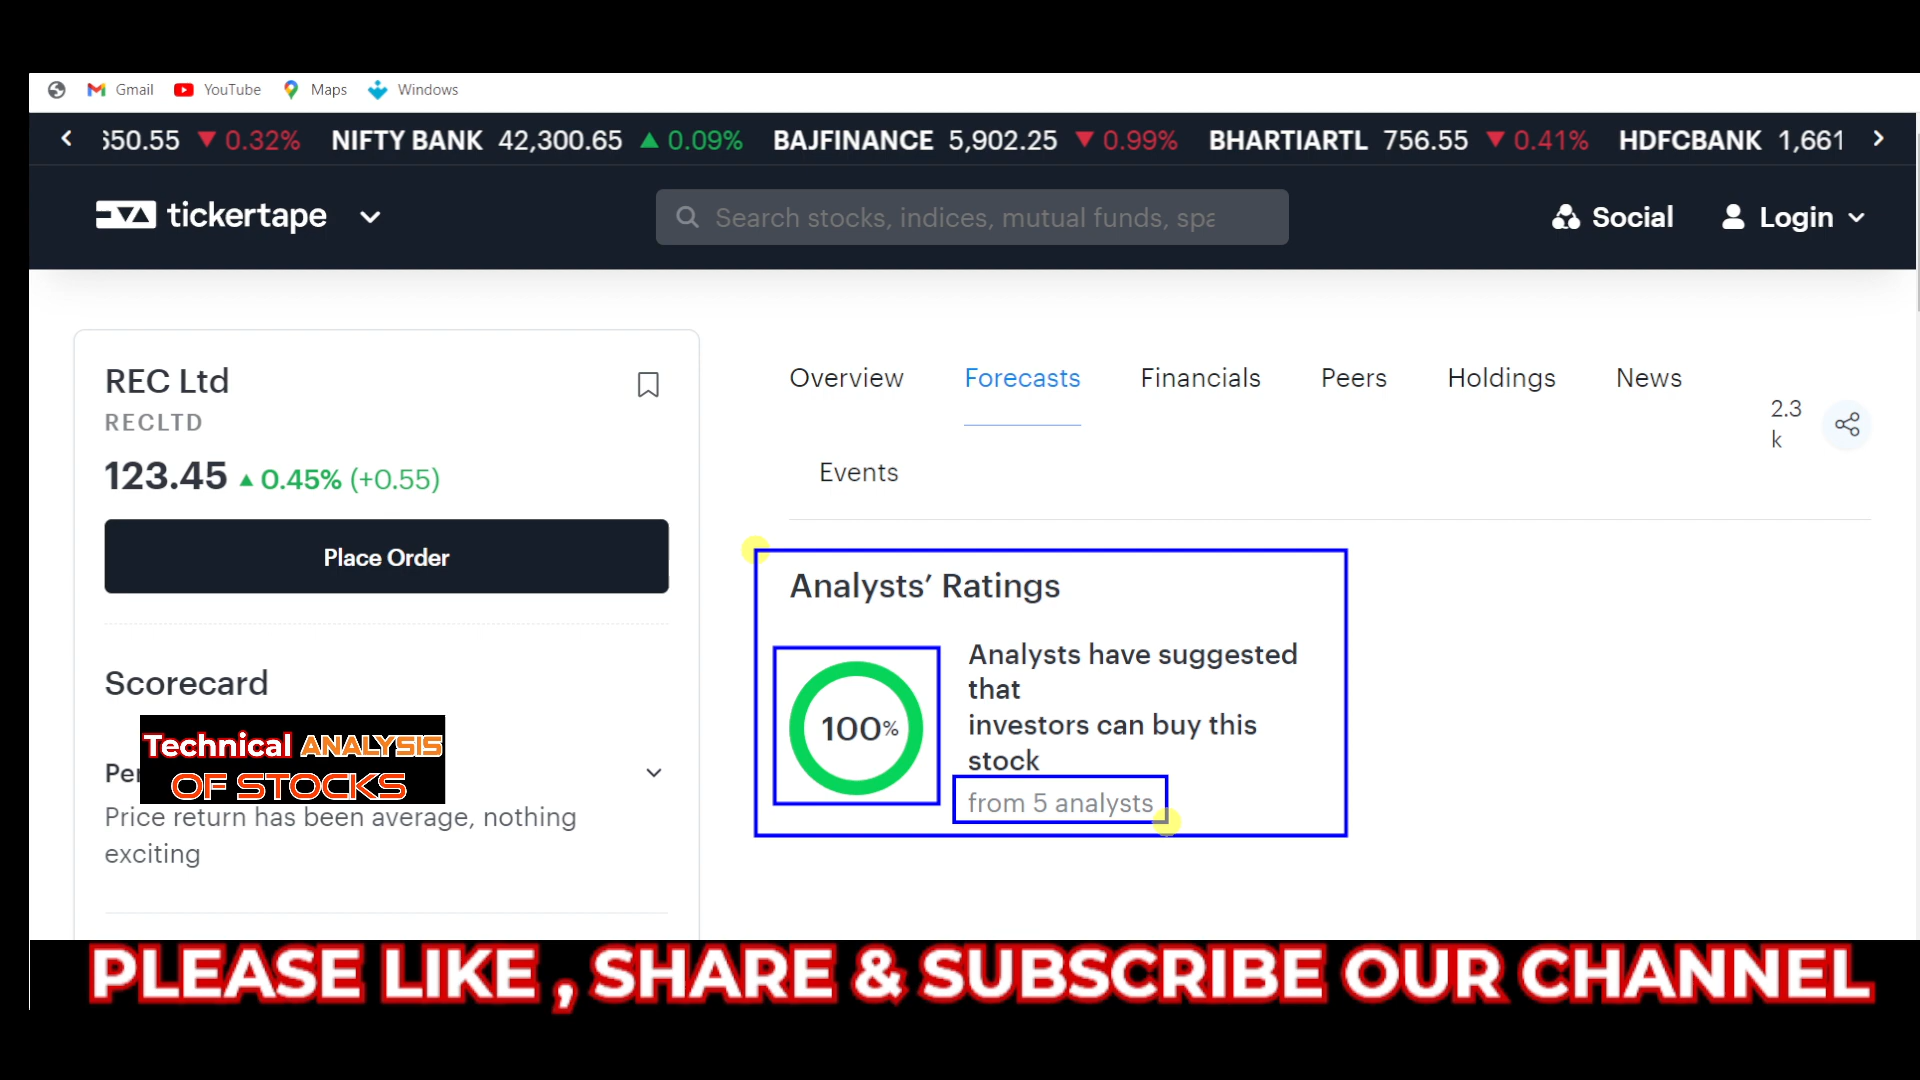 Gmail YouTube Maps Windows
650.55 ▼ 0.32% NIFTY BANK 42,300.65 ▲ 0.09% BAJFINANCE 5,902.25 ▼ 0.99% BHARTIARTL 756.55 ▼ 0.41% HDFCBANK 1,661
tickertape
Search stocks, indices, mutual funds, spa
Social
Login
REC Ltd
RECLTD
123.45 ▲ 0.45% (+0.55)
Place Order
Scorecard
Technical ANALYSIS
OF STOCKS
Price return has been average, nothing
exciting
Overview Forecasts Financials Peers Holdings News
2.3
k
Events
Analysts’ Ratings
100%
Analysts have suggested
that
investors can buy this
stock
from 5 analysts
PLEASE LIKE , SHARE & SUBSCRIBE OUR CHANNEL